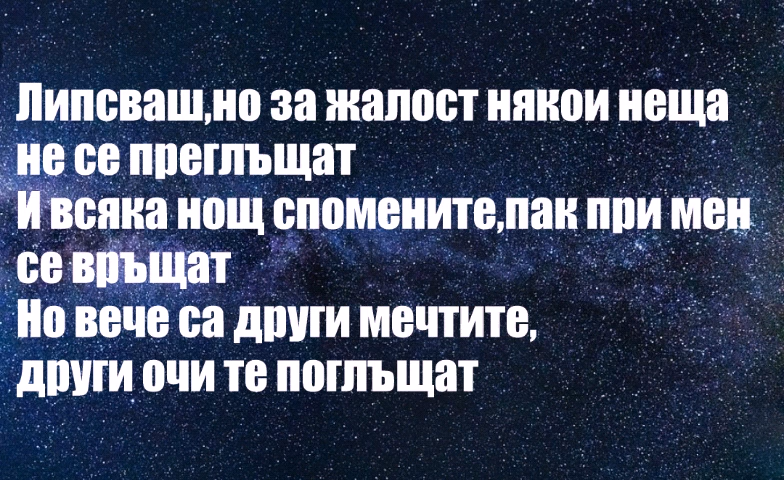 Липсваш,но за жалост някои неща
не се преглъщат
И всяка нощ спомените,пак при мен
се връщат
Но вече са други мечтите,
други очи те поглъщат